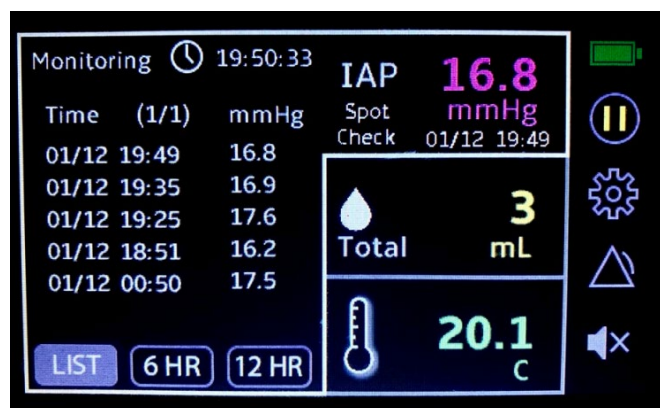 Monitoring 19:50:33
Time (1/1) mmHg
01/12 19:49 16.8
01/12 19:35 16.9
01/12 19:25 17.6
01/12 18:51 16.2
01/12 00:50 17.5
LIST 6 HR 12 HR
IAP 16.8
Spot mmHg
Check 01/12 19:49
3
Total mL
20.1
C